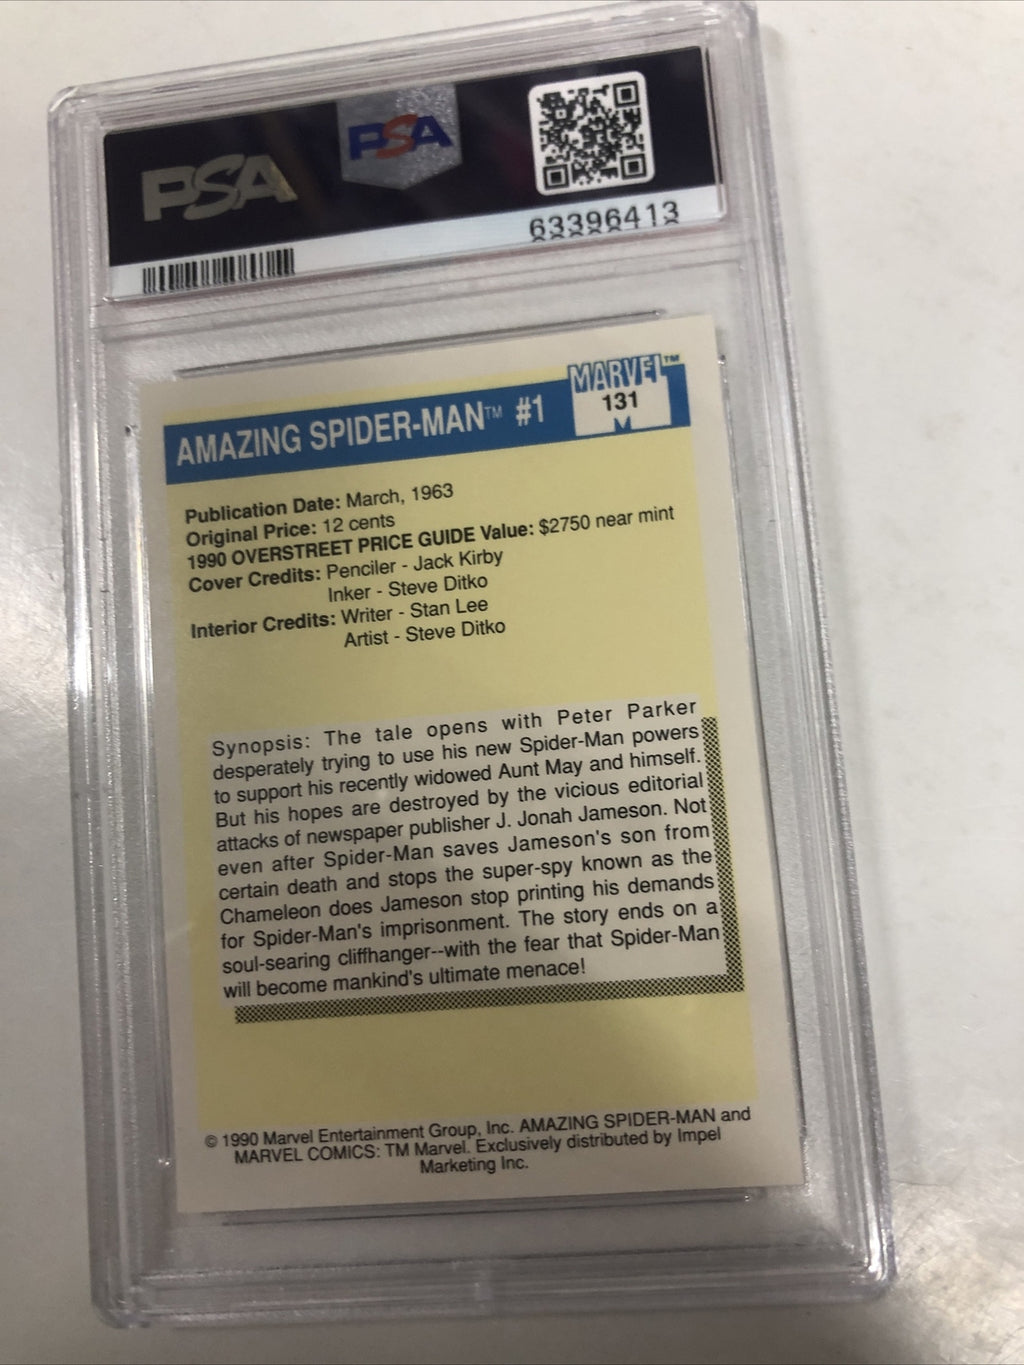 PSA
PSA
63396413
AMAZING SPIDER-MAN™ #1
MARVEL™
131
Publication Date: March, 1963
Original Price: 12 cents
1990 OVERSTREET PRICE GUIDE Value: $2750 near mint
Cover Credits: Penciler - Jack Kirby
Inker - Steve Ditko
Interior Credits: Writer - Stan Lee
Artist - Steve Ditko
Synopsis: The tale opens with Peter Parker
desperately trying to use his new Spider-Man powers
to support his recently widowed Aunt May and himself.
But his hopes are destroyed by the vicious editorial
attacks of newspaper publisher J. Jonah Jameson. Not
even after Spider-Man saves Jameson's son from
certain death and stops the super-spy known as the
Chameleon does Jameson stop printing his demands
for Spider-Man's imprisonment. The story ends on a
soul-searing cliffhanger--with the fear that Spider-Man
will become mankind's ultimate menace!
© 1990 Marvel Entertainment Group, Inc. AMAZING SPIDER-MAN and
MARVEL COMICS: TM Marvel. Exclusively distributed by Impel
Marketing Inc.